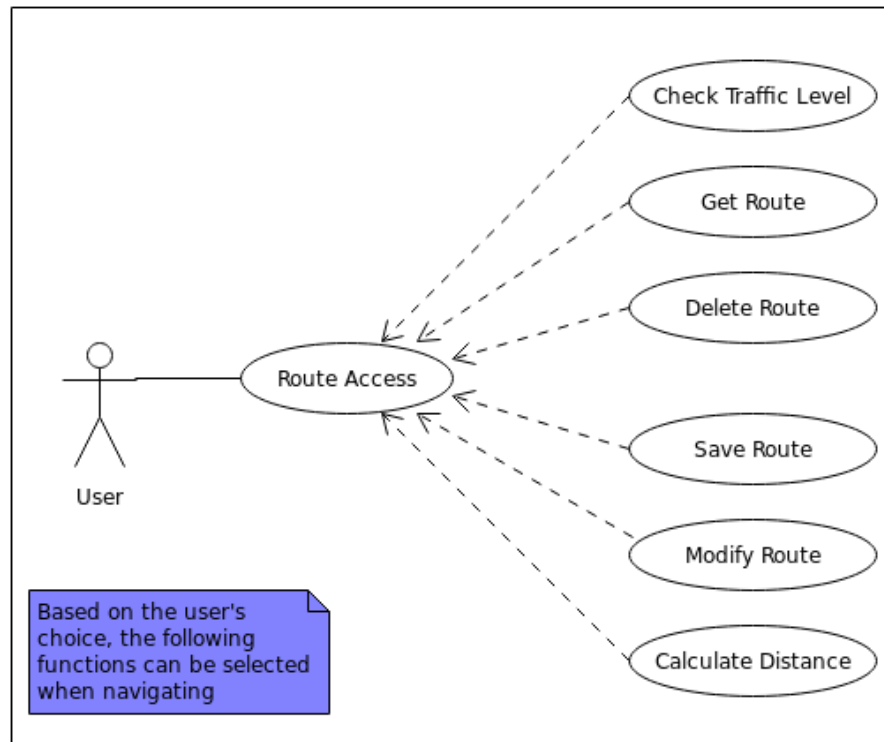 Check Traffic Level
Get Route
Delete Route
Route Access
Save Route
User
Modify Route
Based on the user's
choice, the following
functions can be selected
when navigating
Calculate Distance